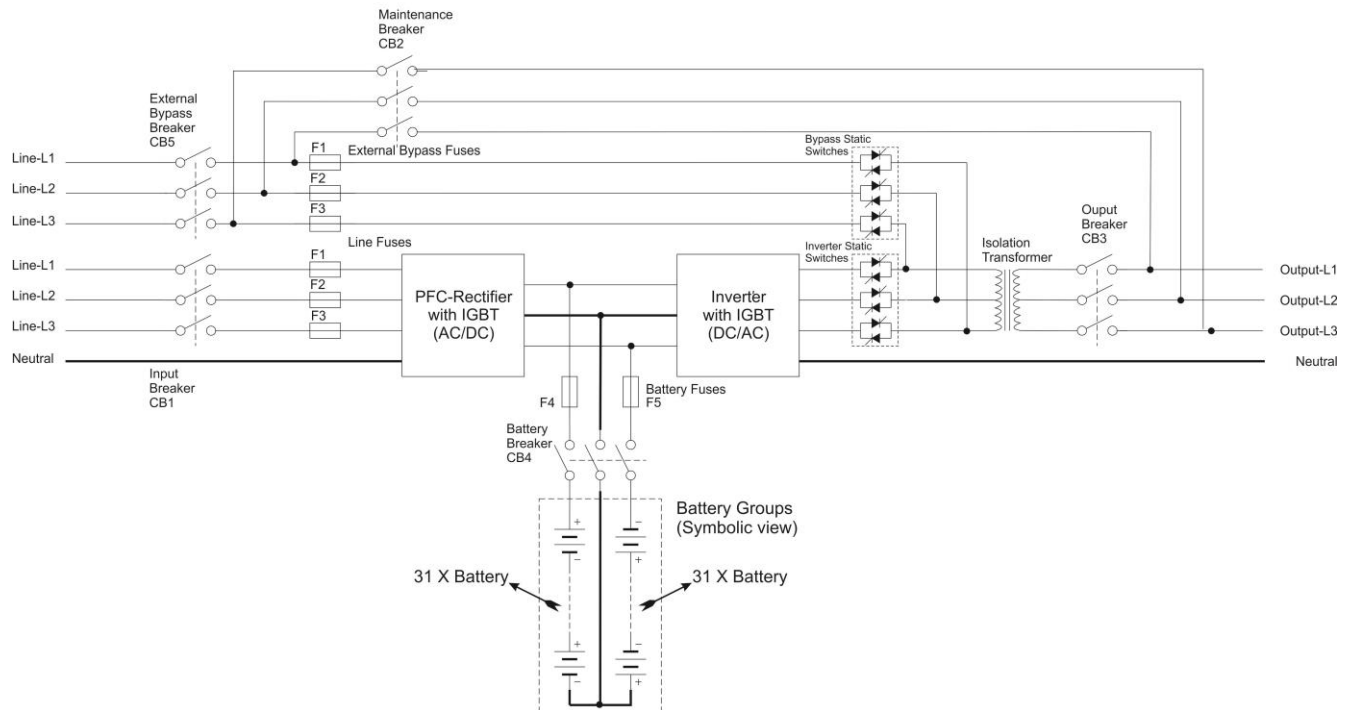 Maintenance
Breaker
CB2
External
Bypass
Breaker
CB5
Line-L1
Line-L2
Line-L3
F1
External Bypass Fuses
F2
F3
Bypass Static
Switches
Line Fuses
Line-L1
Line-L2
Line-L3
Neutral
F1
F2
F3
Input
Breaker
CB1
PFC-Rectifier
with IGBT
(AC/DC)
Inverter
with IGBT
(DC/AC)
Inverter Static
Switches
Isolation
Transformer
Ouput
Breaker
CB3
Output-L1
Output-L2
Output-L3
Neutral
F4
Battery Fuses
F5
Battery
Breaker
CB4
Battery Groups
(Symbolic view)
+
−
+
−
−
+
−
+
31 X Battery
31 X Battery